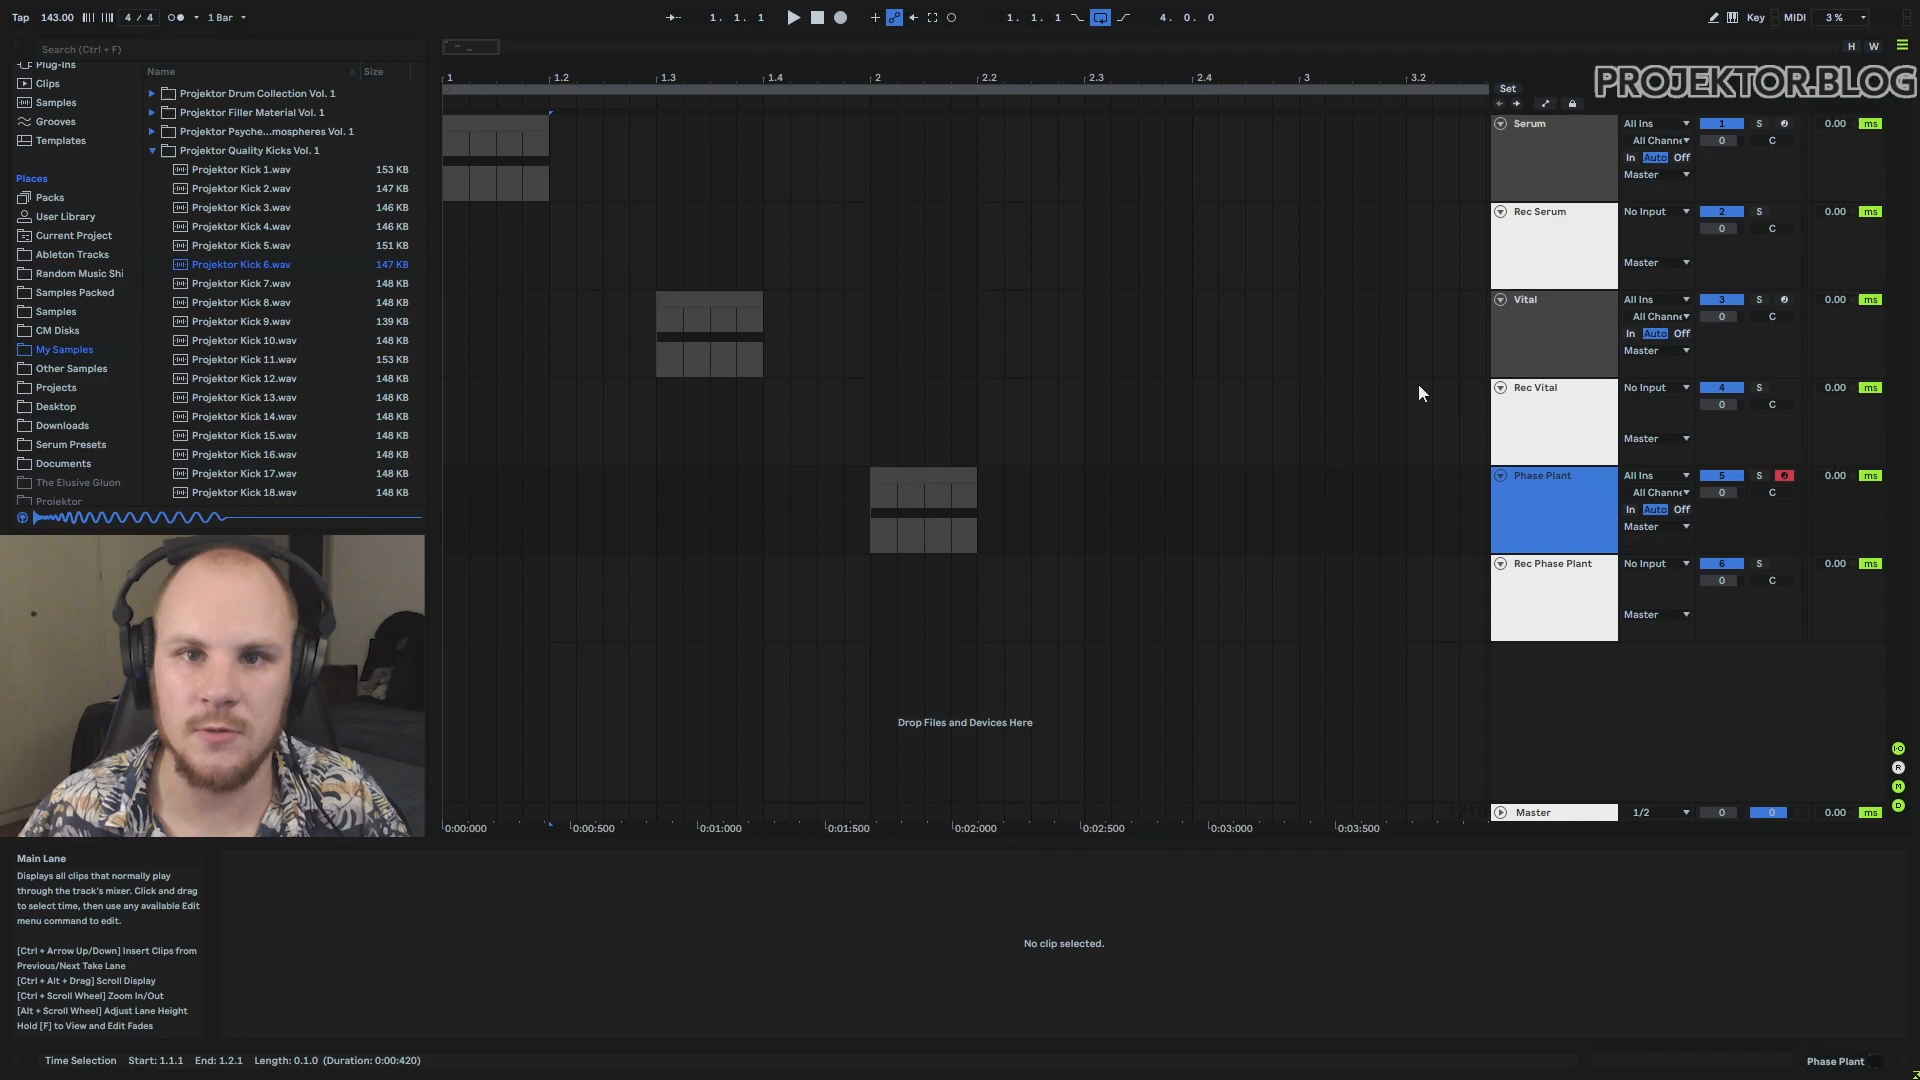 Tap 143.00 4 / 4 1 Bar
1. 1. 1 1
1. 1. 1 4. 0. 0
Key MIDI 3 %
Search (Ctrl + F)
H W
PROJEKTOR.BLOG
Plug-Ins
Clips
Samples
Grooves
Templates
Places
Packs
User Library
Current Project
Ableton Tracks
Random Music Shi
Samples Packed
Samples
CM Disks
My Samples
Other Samples
Projects
Desktop
Downloads
Serum Presets
Documents
The Elusive Gluon
Projektor
Name Size
Projektor Drum Collection Vol. 1
Projektor Filler Material Vol. 1
Projektor Psyche...mospheres Vol. 1
Projektor Quality Kicks Vol. 1
Projektor Kick 1.wav 153 KB
Projektor Kick 2.wav 147 KB
Projektor Kick 3.wav 146 KB
Projektor Kick 4.wav 146 KB
Projektor Kick 5.wav 151 KB
Projektor Kick 6.wav 147 KB
Projektor Kick 7.wav 148 KB
Projektor Kick 8.wav 148 KB
Projektor Kick 9.wav 139 KB
Projektor Kick 10.wav 148 KB
Projektor Kick 11.wav 153 KB
Projektor Kick 12.wav 148 KB
Projektor Kick 13.wav 148 KB
Projektor Kick 14.wav 148 KB
Projektor Kick 15.wav 148 KB
Projektor Kick 16.wav 148 KB
Projektor Kick 17.wav 148 KB
Projektor Kick 18.wav 148 KB
1 1.2 1.3 1.4 2 2.2 2.3 2.4 3 3.2
Set
Serum All Ins 1 S 0.00 ms
All Channe 0 C
In Auto Off
Master
Rec Serum No Input 2 S 0.00 ms
0 C
Master
Vital All Ins 3 S 0.00 ms
All Channe 0 C
In Auto Off
Master
Rec Vital No Input 4 S 0.00 ms
0 C
Master
Phase Plant All Ins 5 S 0.00 ms
All Channe 0 C
In Auto Off
Master
Rec Phase Plant No Input 6 S 0.00 ms
0 C
Master
Drop Files and Devices Here
I·O
R
M
D
1/16
Master 1/2 0 0 0.00 ms
0:00:000 0:00:500 0:01:000 0:01:500 0:02:000 0:02:500 0:03:000 0:03:500
Main Lane
Displays all clips that normally play
through the track's mixer. Click and drag
to select time, then use any available Edit
menu command to edit.
[Ctrl + Arrow Up/Down] Insert Clips from
Previous/Next Take Lane
[Ctrl + Alt + Drag] Scroll Display
[Ctrl + Scroll Wheel] Zoom In/Out
[Alt + Scroll Wheel] Adjust Lane Height
Hold [F] to View and Edit Fades
No clip selected.
Time Selection Start: 1.1.1 End: 1.2.1 Length: 0.1.0 (Duration: 0:00:420)
Phase Plant